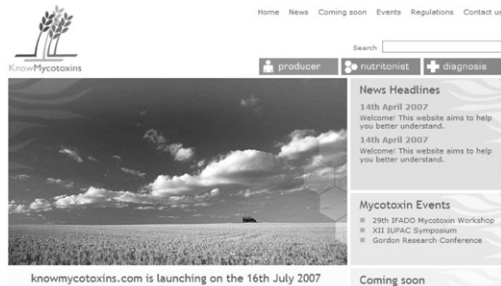 Home News Coming soon Events Regulations Contact us
Search
KnowMycotoxins
producer nutritonist diagnosis
News Headlines
14th April 2007
Welcome! This website aims to help
you better understand.
14th April 2007
Welcome! This website aims to help
you better understand.
Mycotoxin Events
29th IFADO Mycotoxin Workshop
XII IUPAC Symposium
Gordon Research Conference
knowmycotoxins.com is launching on the 16th July 2007
Coming soon